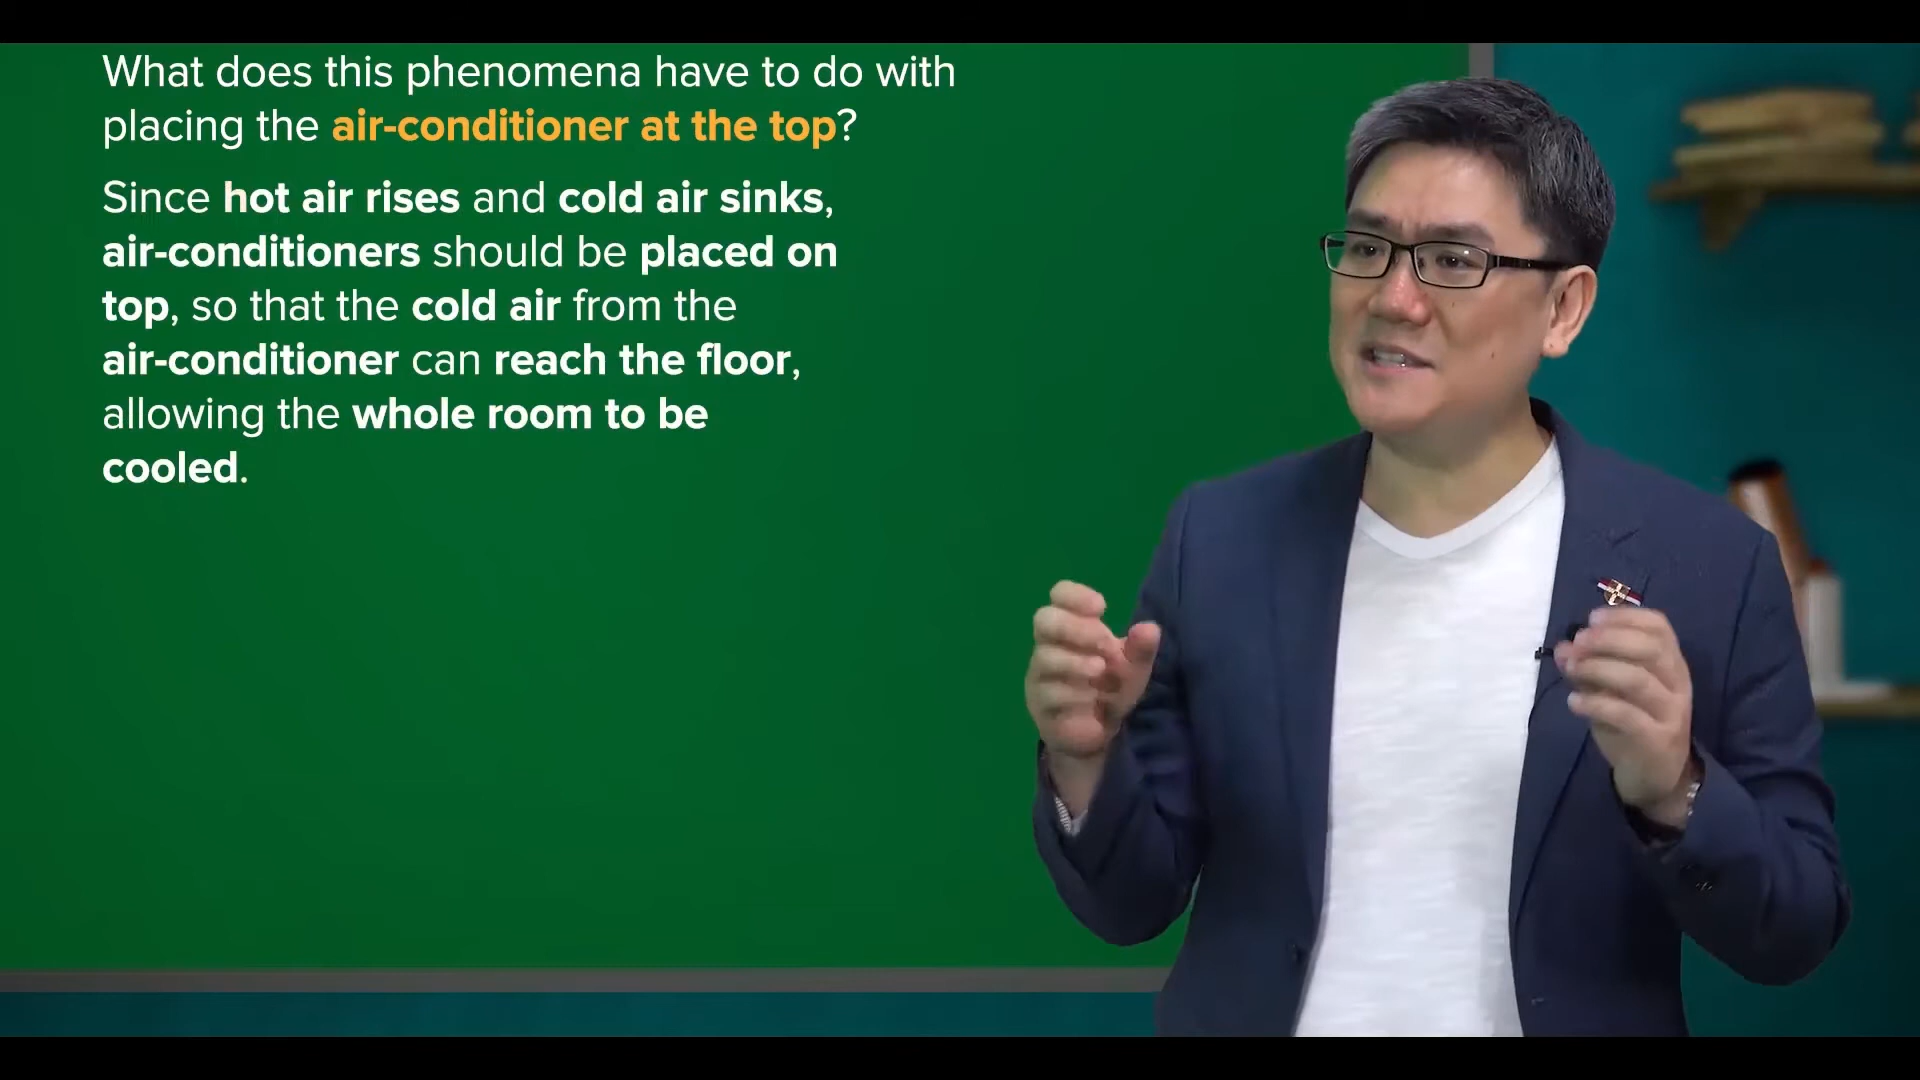 What does this phenomena have to do with
placing the air-conditioner at the top?
Since hot air rises and cold air sinks,
air-conditioners should be placed on
top, so that the cold air from the
air-conditioner can reach the floor,
allowing the whole room to be
cooled.